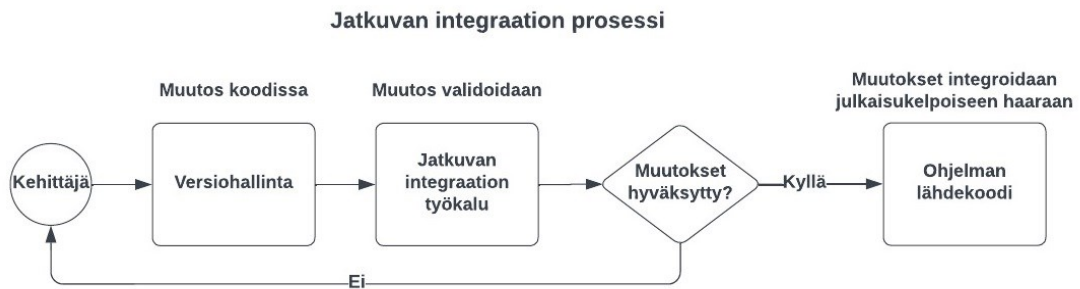 Jatkuvan integraation prosessi
Muutos koodissa
Muutos validoidaan
Muutokset integroidaan
julkaisukelpoiseen haaraan
Kehittäjä
Versiohallinta
Jatkuvan
integraation
työkalu
Muutokset
hyväksytty?
Kyllä
Ohjelman
lähdekoodi
Ei